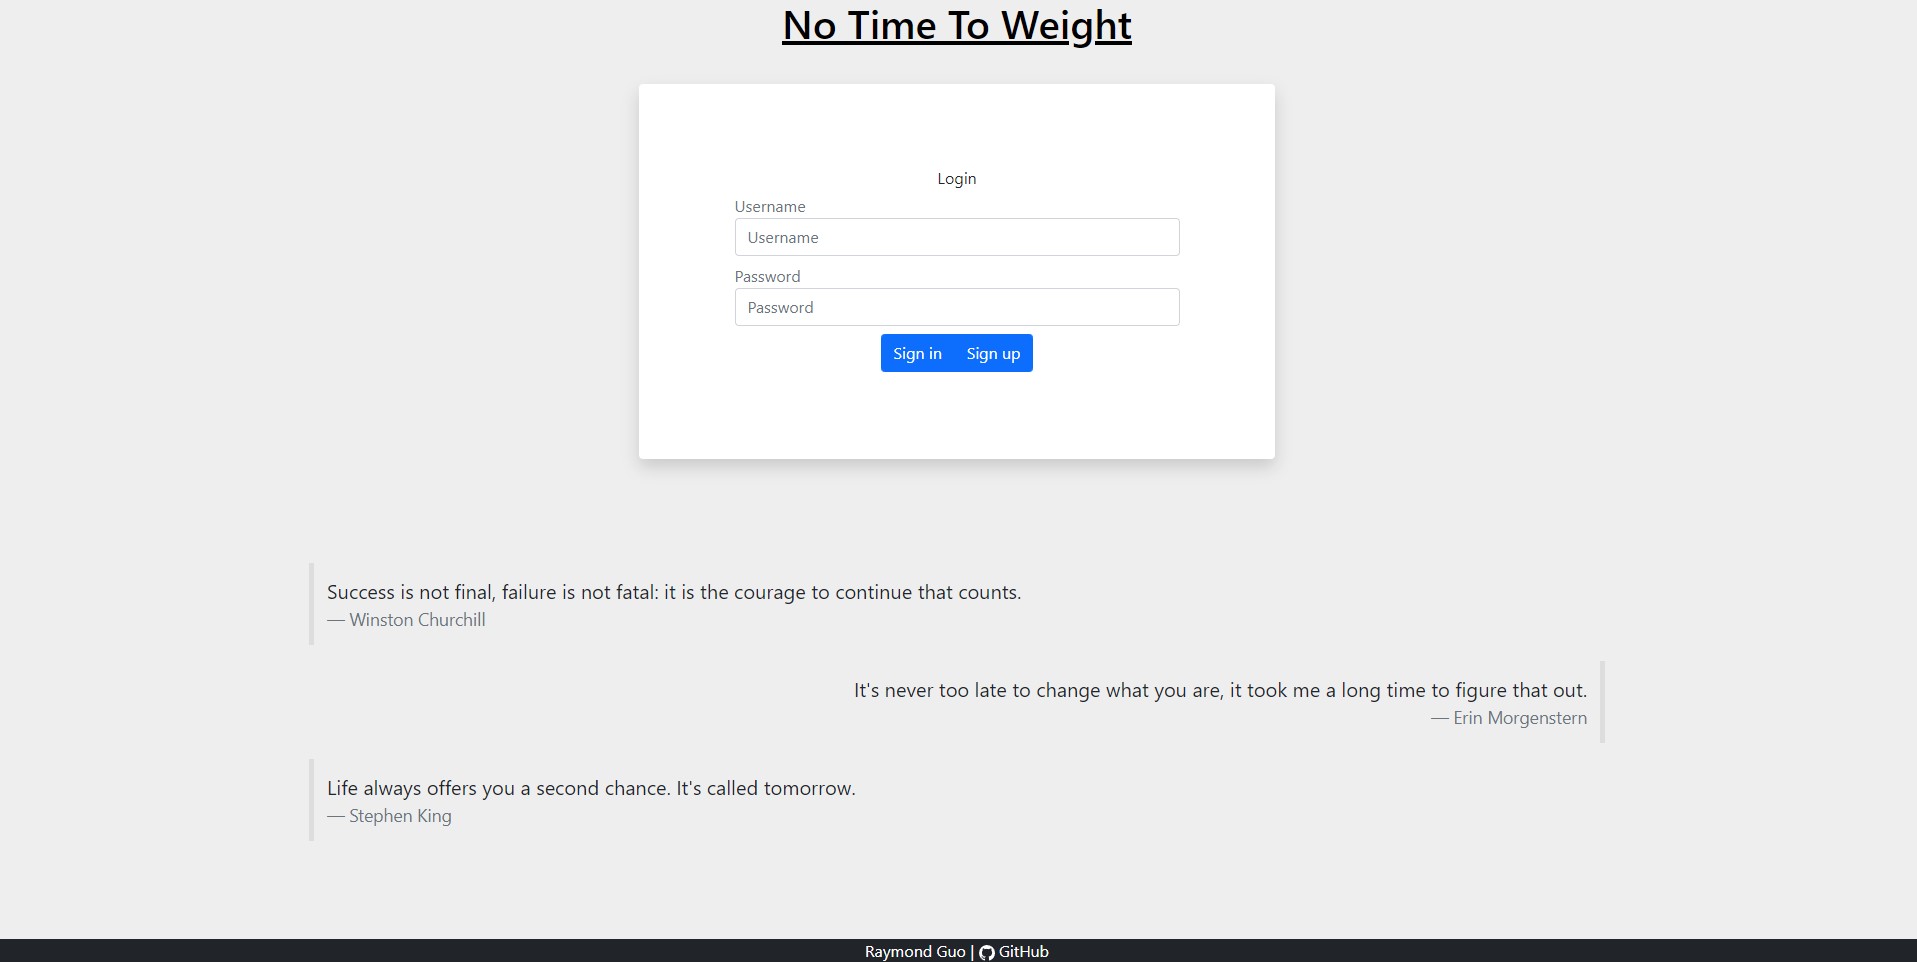 No Time To Weight
Login
Username
Username
Password
Password
Sign in Sign up
Success is not final, failure is not fatal: it is the courage to continue that counts.
— Winston Churchill
It's never too late to change what you are, it took me a long time to figure that out.
— Erin Morgenstern
Life always offers you a second chance. It's called tomorrow.
— Stephen King
Raymond Guo | GitHub